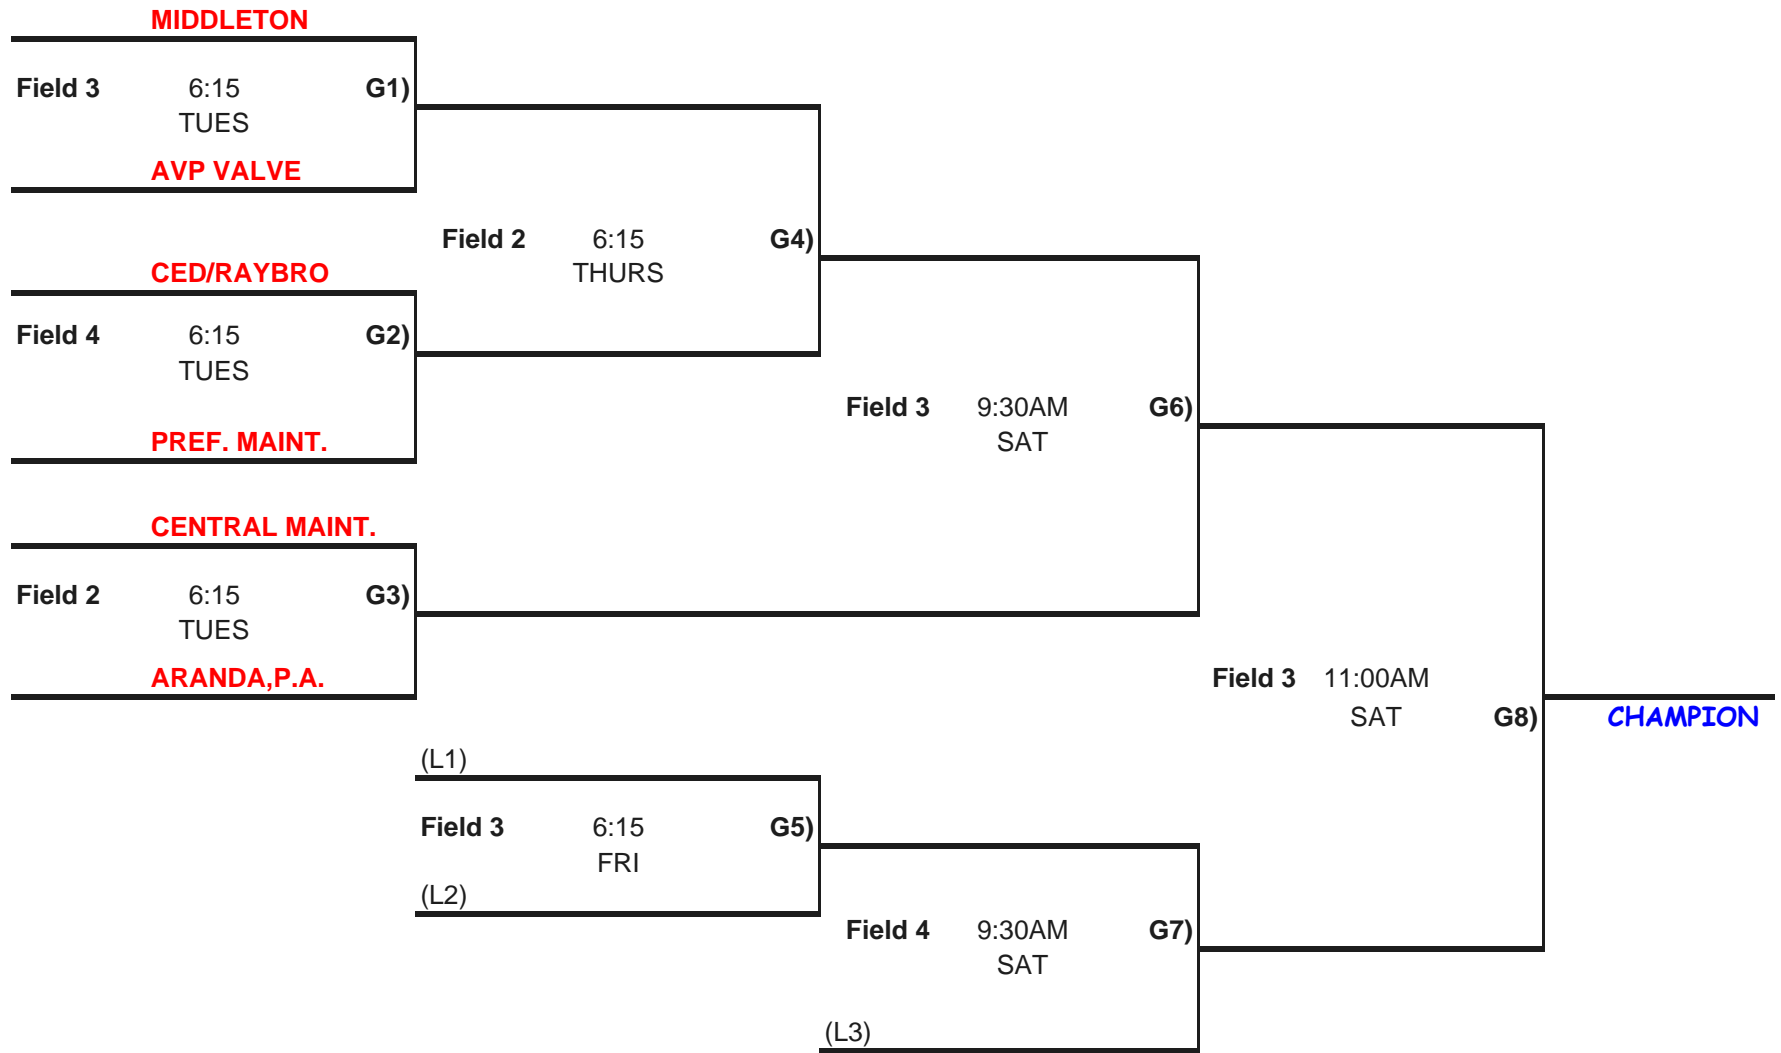 MIDDLETON
Field 3 6:15 G1)
TUES
AVP VALVE
Field 2 6:15 G4)
THURS
CED/RAYBRO
Field 4 6:15 G2)
TUES
PREF. MAINT.
Field 3 9:30AM G6)
SAT
CENTRAL MAINT.
Field 2 6:15 G3)
TUES
ARANDA,P.A.
Field 3 11:00AM
SAT G8)
CHAMPION
(L1)
Field 3 6:15 G5)
FRI
(L2)
Field 4 9:30AM G7)
SAT
(L3)